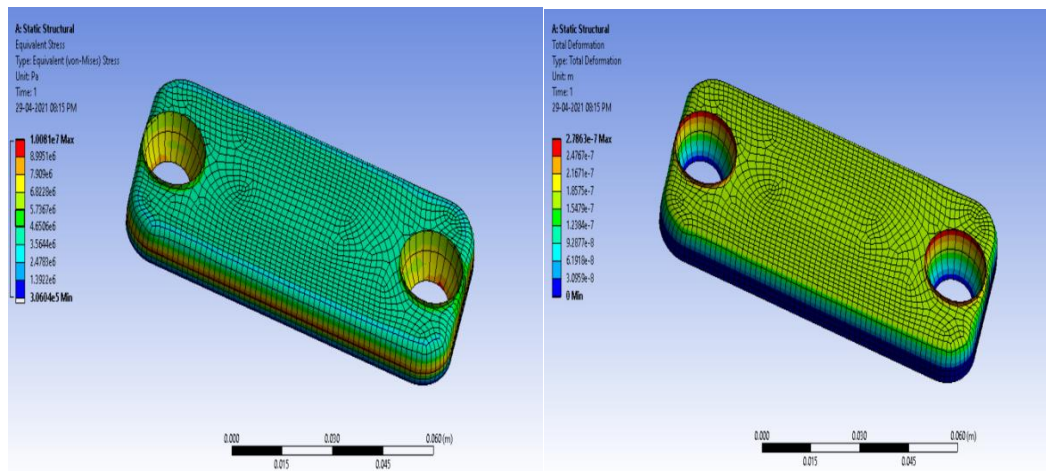 A: Static Structural
Equivalent Stress
Type: Equivalent (von-Mises) Stress
Unit: Pa
Time: 1
29-04-2021 08:15 PM
1.0081e7 Max
8.9951e6
7.909e6
6.8228e6
5.7367e6
4.6506e6
3.5644e6
2.4783e6
1.3922e6
3.0604e5 Min
0.000
0.030
0.060 (m)
0.015
0.045
A: Static Structural
Total Deformation
Type: Total Deformation
Unit: m
Time: 1
29-04-2021 08:15 PM
2.7863e-7 Max
2.4767e-7
2.1671e-7
1.8575e-7
1.5479e-7
1.2384e-7
9.2877e-8
6.1918e-8
3.0959e-8
0 Min
0.000
0.030
0.060 (m)
0.015
0.045